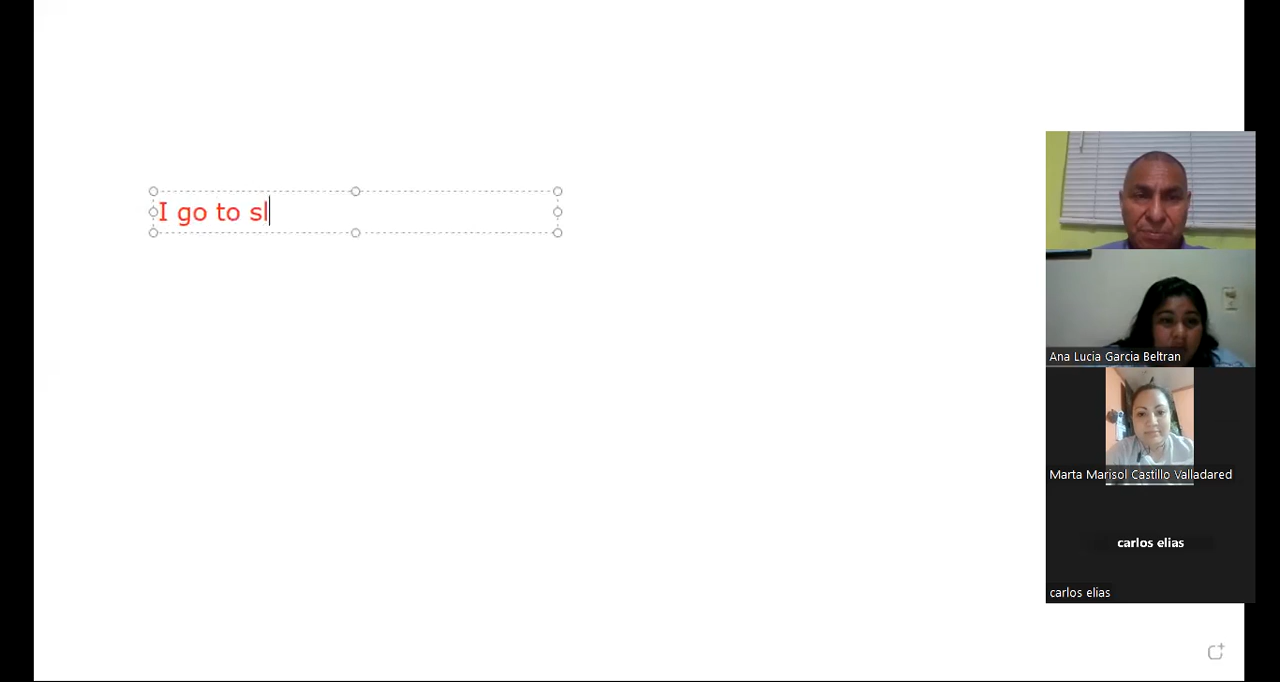 I go to sl
Ana Lucia Garcia Beltran
Marta Marisol Castillo Valladared
carlos elias
carlos elias